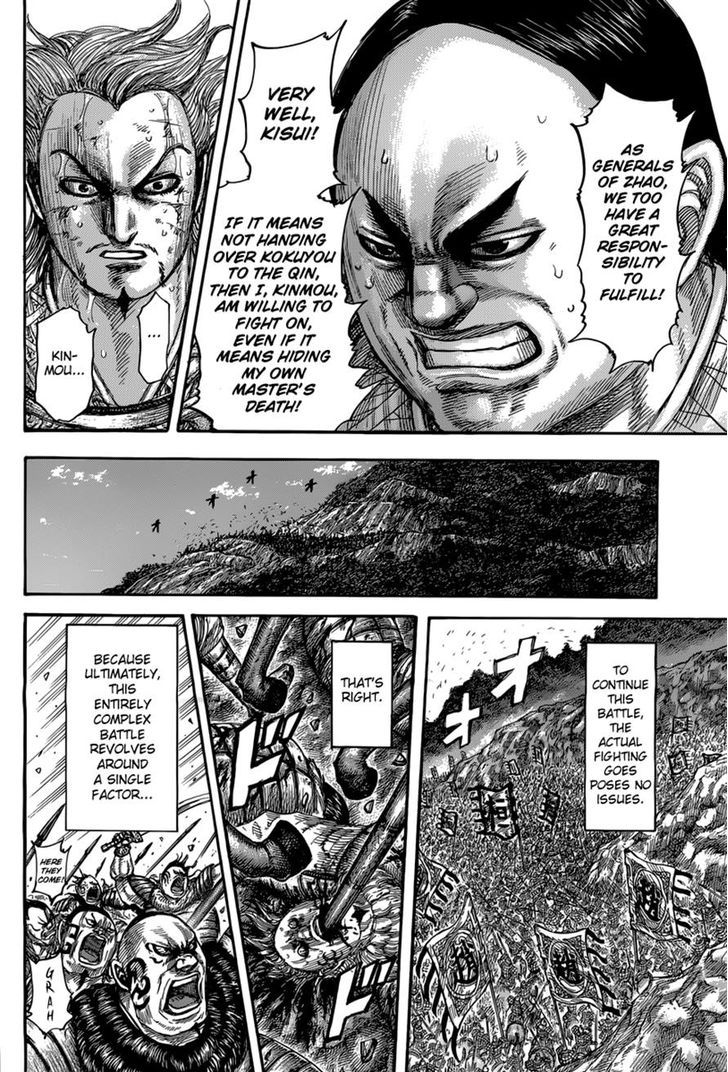 AS
GENERALS
OF ZHAO,
WE TOO
HAVE A
GREAT
RESPON-
SIBILITY
TO
FULFILL!
VERY
WELL,
KISUI!
IF IT MEANS
NOT HANDING
OVER KOKUYOU
TO THE QIN,
THEN I, KINMOU,
AM WILLING TO
FIGHT ON,
EVEN IF IT
MEANS HIDING
MY OWN
MASTER'S
DEATH!
...
KIN-
MOU...
TO
CONTINUE
THIS
BATTLE,
THE
ACTUAL
FIGHTING
GOES
POSES NO
ISSUES.
オオ
趙
趙
趙
THAT'S
RIGHT.
ドド
BECAUSE
ULTIMATELY,
THIS
ENTIRELY
COMPLEX
BATTLE
REVOLVES
AROUND
A SINGLE
FACTOR...
HERE
THEY
COME!
GRAH